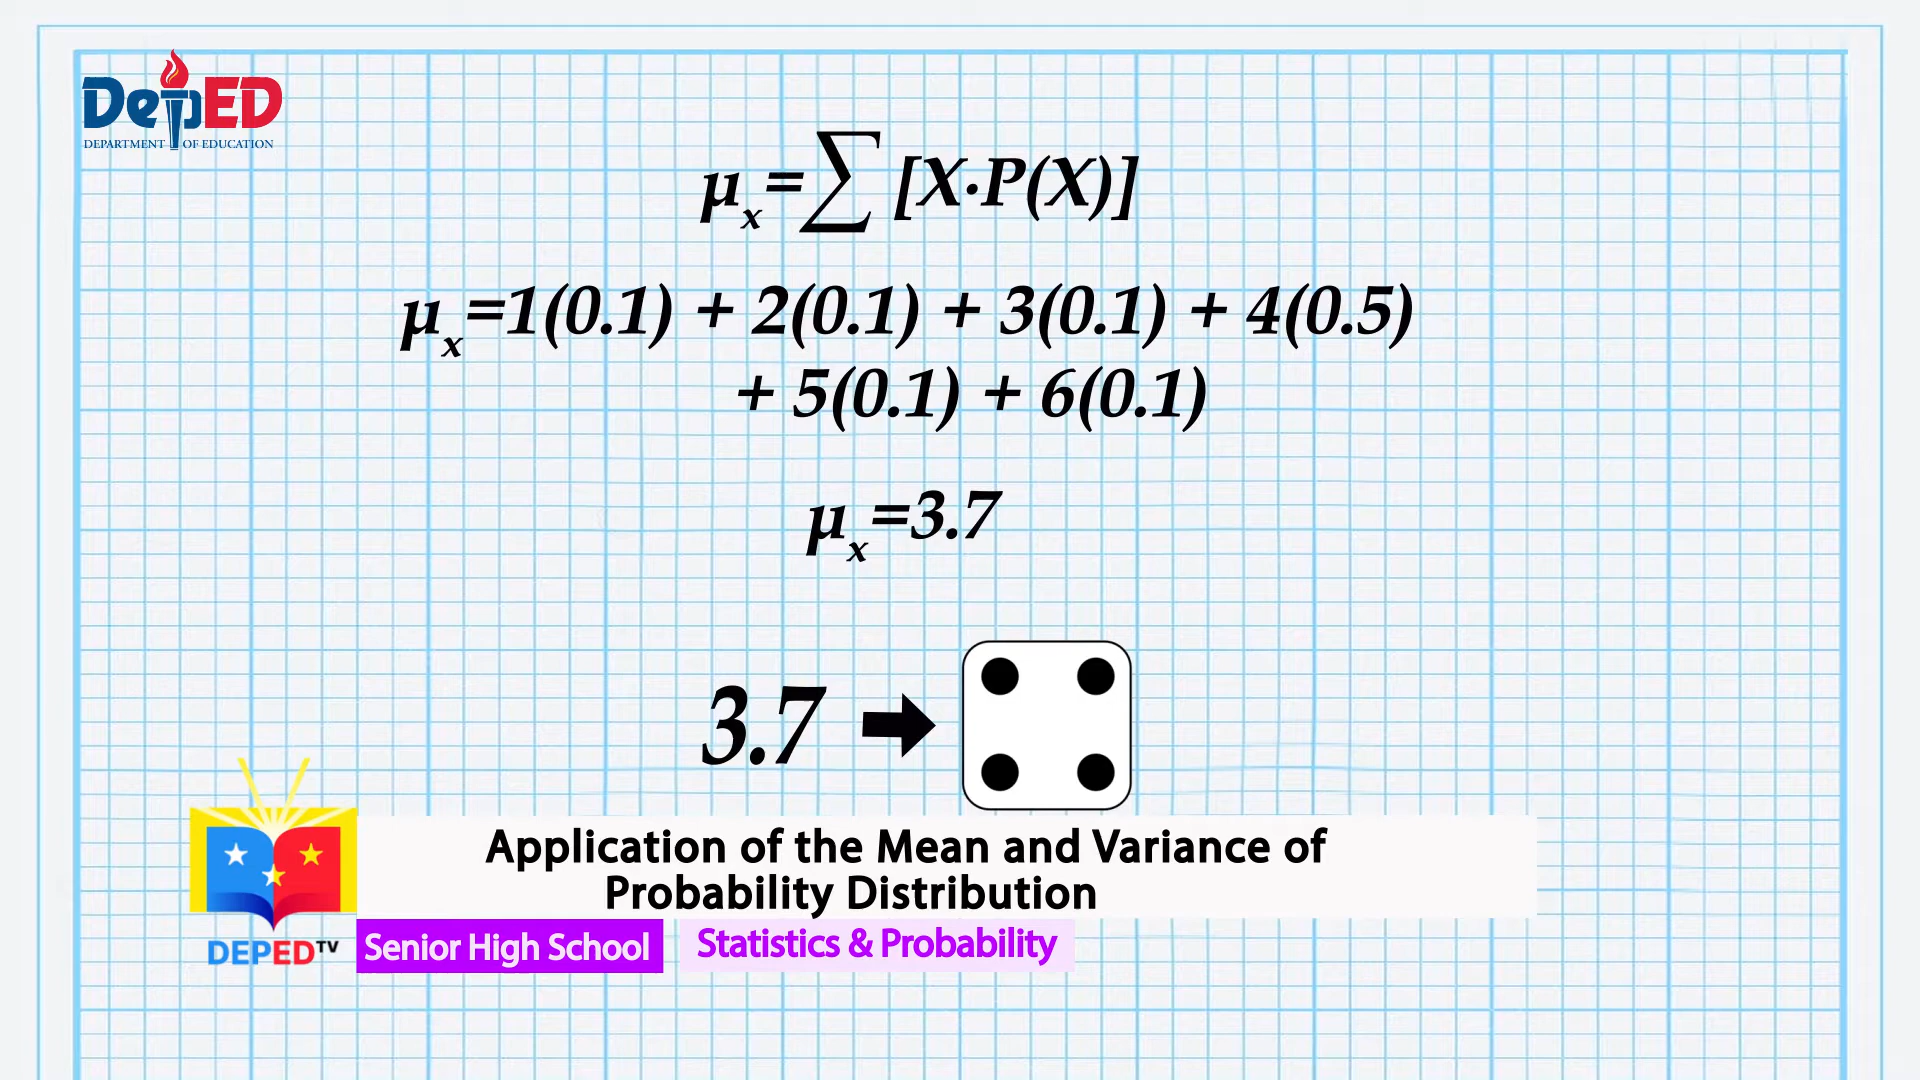 DepED
DEPARTMENT OF EDUCATION
μx=∑ [X·P(X)]
μx=1(0.1) + 2(0.1) + 3(0.1) + 4(0.5)
+ 5(0.1) + 6(0.1)
μx=3.7
3.7
Application of the Mean and Variance of
Probability Distribution
DEPED TV
Senior High School
Statistics & Probability